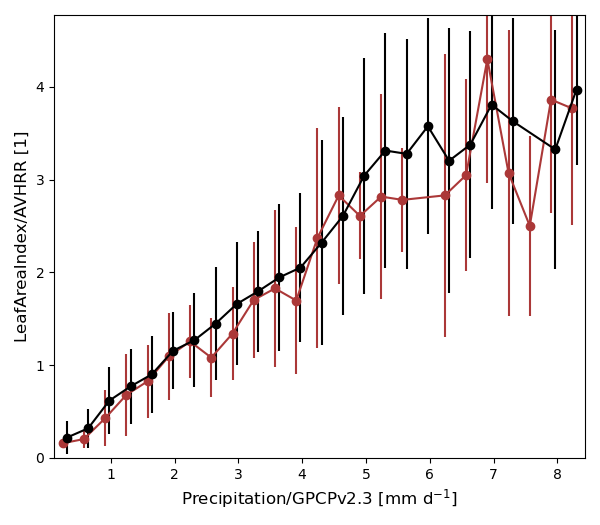 4
3
2
1
0
1 2 3 4 5 6 7 8
LeafAreaIndex/AVHRR [1]
Precipitation/GPCPv2.3 [mm d⁻¹]